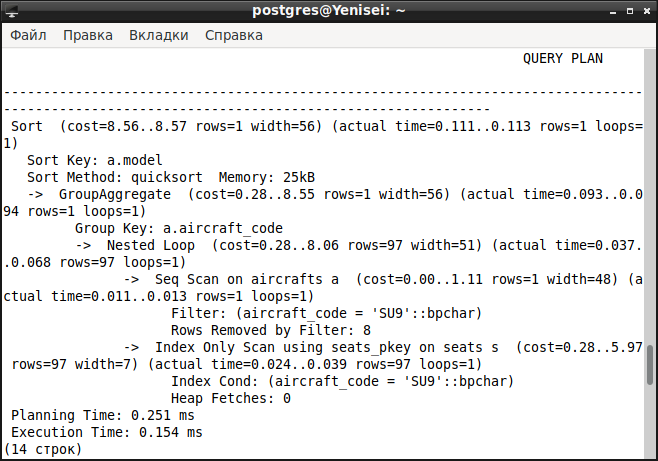 postgres@Yenisei: ~
Файл Правка Вкладки Справка
QUERY PLAN
--------------------------------------------------------------------------------
-------------------------------------------------------------
Sort  (cost=8.56..8.57 rows=1 width=56) (actual time=0.111..0.113 rows=1 loops=
1)
Sort Key: a.model
Sort Method: quicksort  Memory: 25kB
->  GroupAggregate  (cost=0.28..8.55 rows=1 width=56) (actual time=0.093..0.0
94 rows=1 loops=1)
Group Key: a.aircraft_code
->  Nested Loop  (cost=0.28..8.06 rows=97 width=51) (actual time=0.037.
.0.068 rows=97 loops=1)
->  Seq Scan on aircrafts a  (cost=0.00..1.11 rows=1 width=48) (a
ctual time=0.011..0.013 rows=1 loops=1)
Filter: (aircraft_code = 'SU9'::bpchar)
Rows Removed by Filter: 8
->  Index Only Scan using seats_pkey on seats s  (cost=0.28..5.97
rows=97 width=7) (actual time=0.024..0.039 rows=97 loops=1)
Index Cond: (aircraft_code = 'SU9'::bpchar)
Heap Fetches: 0
Planning Time: 0.251 ms
Execution Time: 0.154 ms
(14 строк)